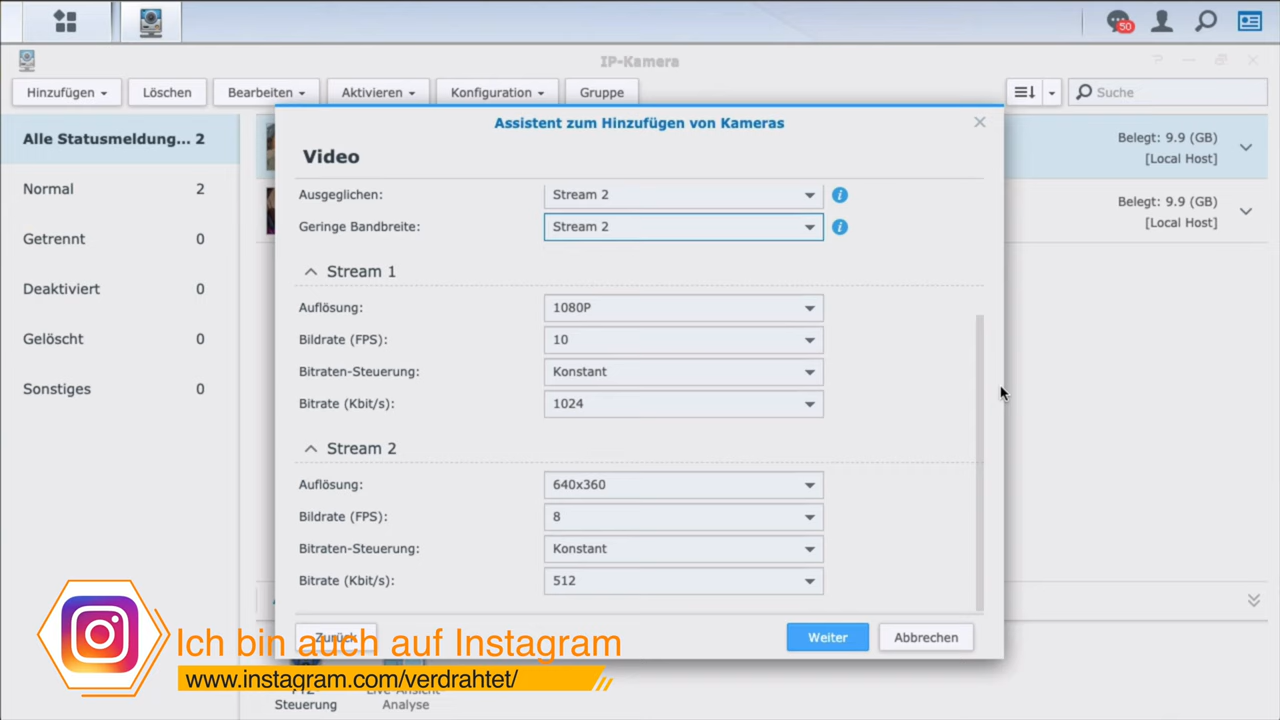 50
IP-Kamera
Hinzufügen
Löschen
Bearbeiten
Aktivieren
Konfiguration
Gruppe
Suche
Alle Statusmeldung... 2
Normal 2
Getrennt 0
Deaktiviert 0
Gelöscht 0
Sonstiges 0
Belegt: 9.9 (GB)
[Local Host]
Belegt: 9.9 (GB)
[Local Host]
Assistent zum Hinzufügen von Kameras
Video
Ausgeglichen: Stream 2
Geringe Bandbreite: Stream 2
Stream 1
Auflösung: 1080P
Bildrate (FPS): 10
Bitraten-Steuerung: Konstant
Bitrate (Kbit/s): 1024
Stream 2
Auflösung: 640x360
Bildrate (FPS): 8
Bitraten-Steuerung: Konstant
Bitrate (Kbit/s): 512
Zurück
Weiter
Abbrechen
Ich bin auch auf Instagram
www.instagram.com/verdrahtet/
Steuerung
Live-Ansicht
Analyse